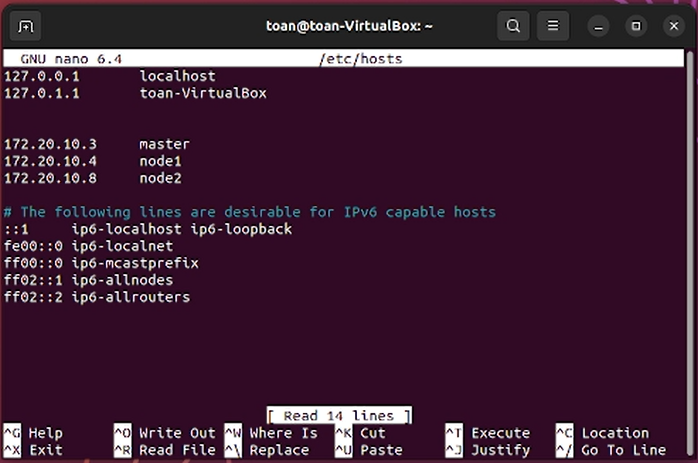 toan@toan-VirtualBox: ~
GNU nano 6.4 /etc/hosts
127.0.0.1 localhost
127.0.1.1 toan-VirtualBox
172.20.10.3 master
172.20.10.4 node1
172.20.10.8 node2
# The following lines are desirable for IPv6 capable hosts
::1 ip6-localhost ip6-loopback
fe00::0 ip6-localnet
ff00::0 ip6-mcastprefix
ff02::1 ip6-allnodes
ff02::2 ip6-allrouters
[ Read 14 lines ]
^G Help ^O Write Out ^W Where Is ^K Cut ^T Execute ^C Location
^X Exit ^R Read File ^\ Replace ^U Paste ^J Justify ^/ Go To Line